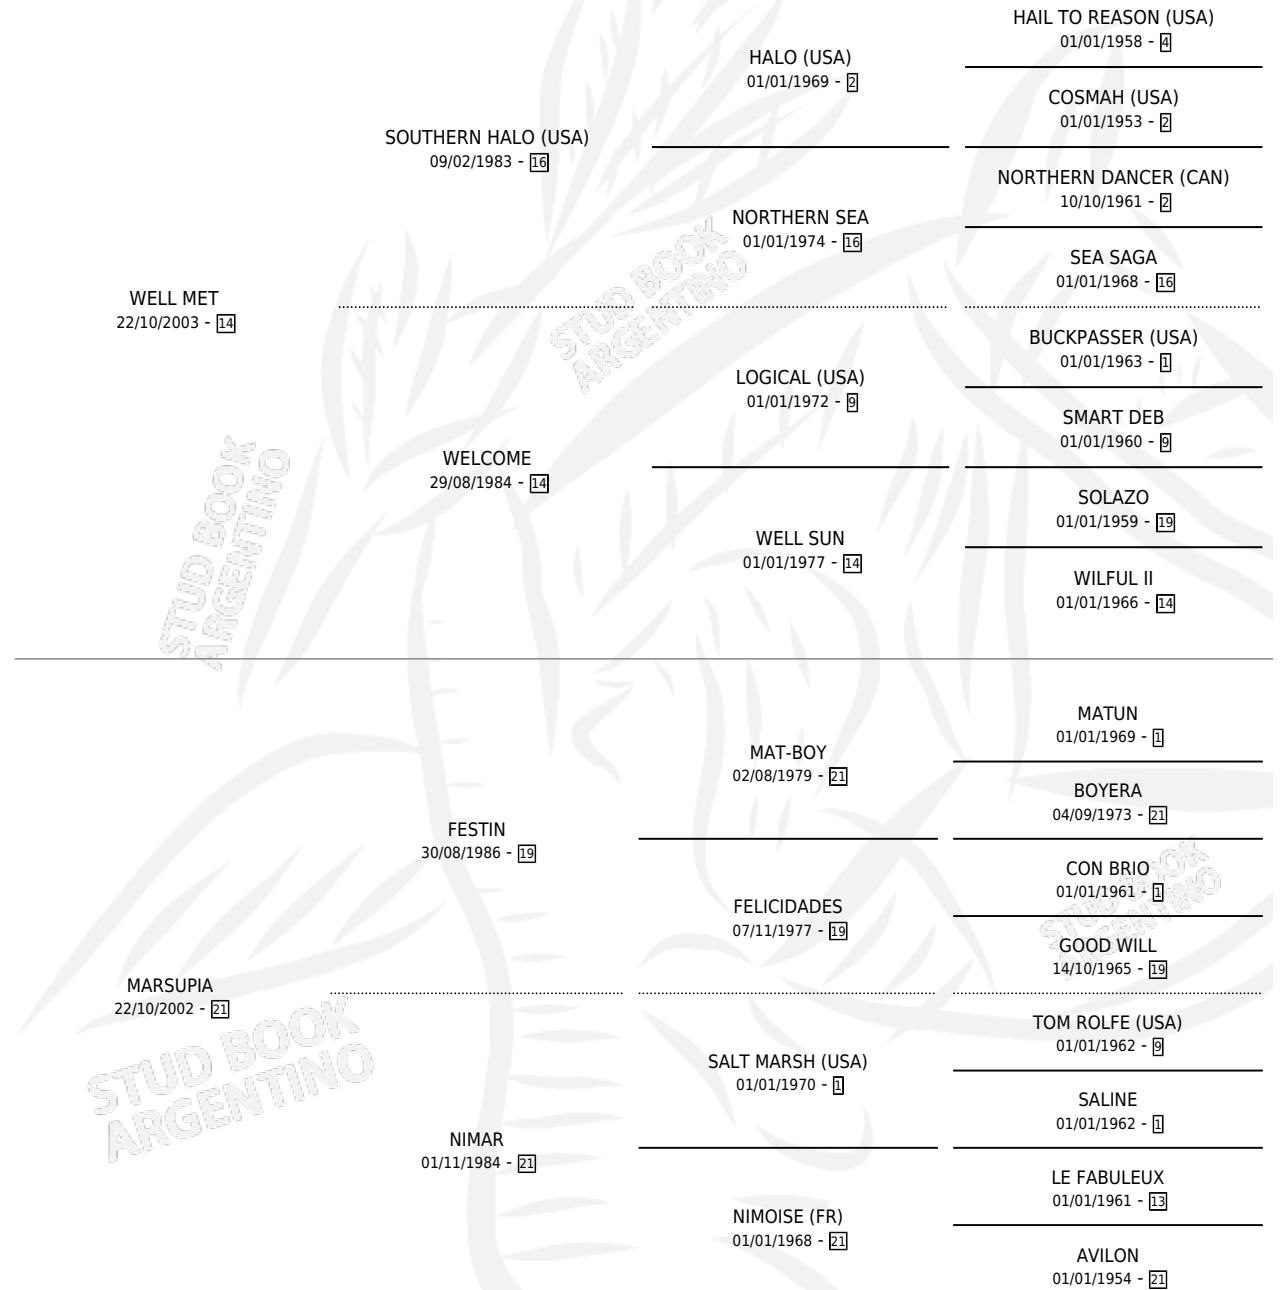 HAIL TO REASON (USA)
01/01/1958 - 4
HALO (USA)
01/01/1969 - 2
COSMAH (USA)
01/01/1953 - 2
SOUTHERN HALO (USA)
09/02/1983 - 16
NORTHERN DANCER (CAN)
10/10/1961 - 2
NORTHERN SEA
01/01/1974 - 16
SEA SAGA
01/01/1968 - 16
WELL MET
22/10/2003 - 14
BUCKPASSER (USA)
01/01/1963 - 1
LOGICAL (USA)
01/01/1972 - 9
SMART DEB
01/01/1960 - 9
WELCOME
29/08/1984 - 14
SOLAZO
01/01/1959 - 19
WELL SUN
01/01/1977 - 14
WILFUL II
01/01/1966 - 14
MATUN
01/01/1969 - 1
MAT-BOY
02/08/1979 - 21
BOYERA
04/09/1973 - 21
FESTIN
30/08/1986 - 19
CON BRIO
01/01/1961 - 1
FELICIDADES
07/11/1977 - 19
GOOD WILL
14/10/1965 - 19
MARSUPIA
22/10/2002 - 21
TOM ROLFE (USA)
01/01/1962 - 9
SALT MARSH (USA)
01/01/1970 - 1
SALINE
01/01/1962 - 1
NIMAR
01/11/1984 - 21
LE FABULEUX
01/01/1961 - 13
NIMOISE (FR)
01/01/1968 - 21
AVILON
01/01/1954 - 21
STUD BOOK
ARGENTINO
STUD BOOK
ARGENTINO
STUD BOOK
ARGENTINO
STUD BOOK
ARGENTINO